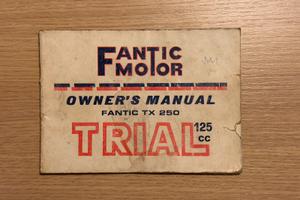 FANTIC
MOTOR
OWNER'S MANUAL
FANTIC TX 250
TRIAL 125
CC